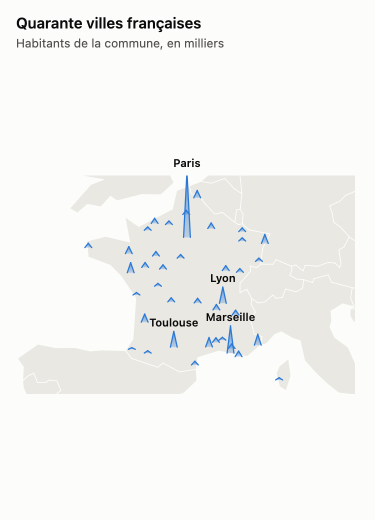 Quarante villes françaises
Habitants de la commune, en milliers
Paris
Lyon
Toulouse
Marseille